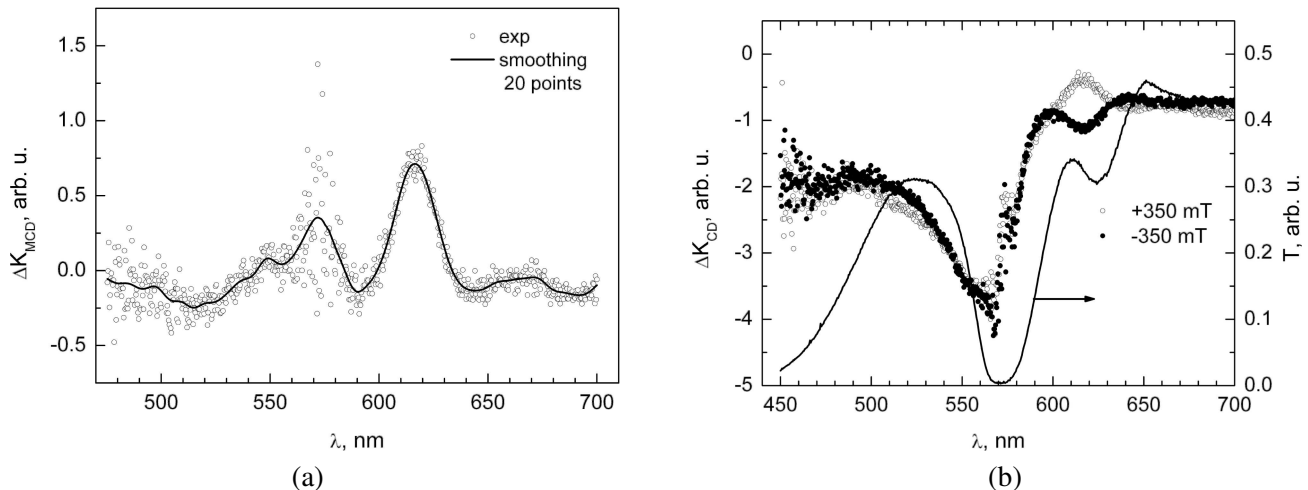 1.5
1.0
0.5
0.0
-0.5
500
550
600
650
700
ΔK_MCD, arb. u.
λ, nm
exp
smoothing
20 points
(a)
0
-1
-2
-3
-4
-5
450
500
550
600
650
700
ΔK_CD, arb. u.
λ, nm
0.5
0.4
0.3
0.2
0.1
0.0
T, arb. u.
+350 mT
-350 mT
(b)